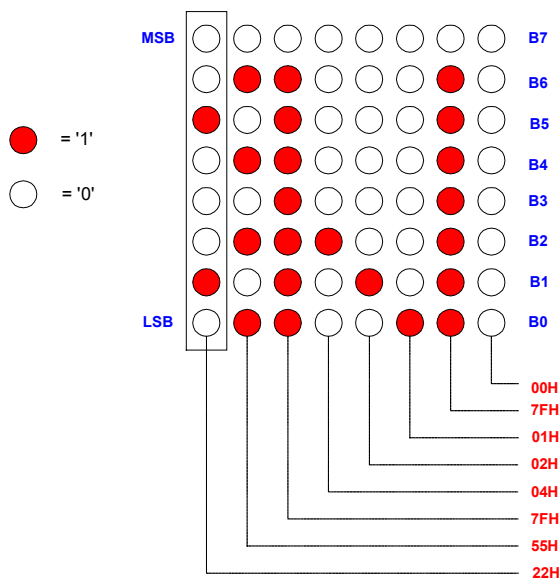 MSB B7
B6
B5
= '1'
B4
= '0'
B3
B2
B1
LSB B0
00H
7FH
01H
02H
04H
7FH
55H
22H